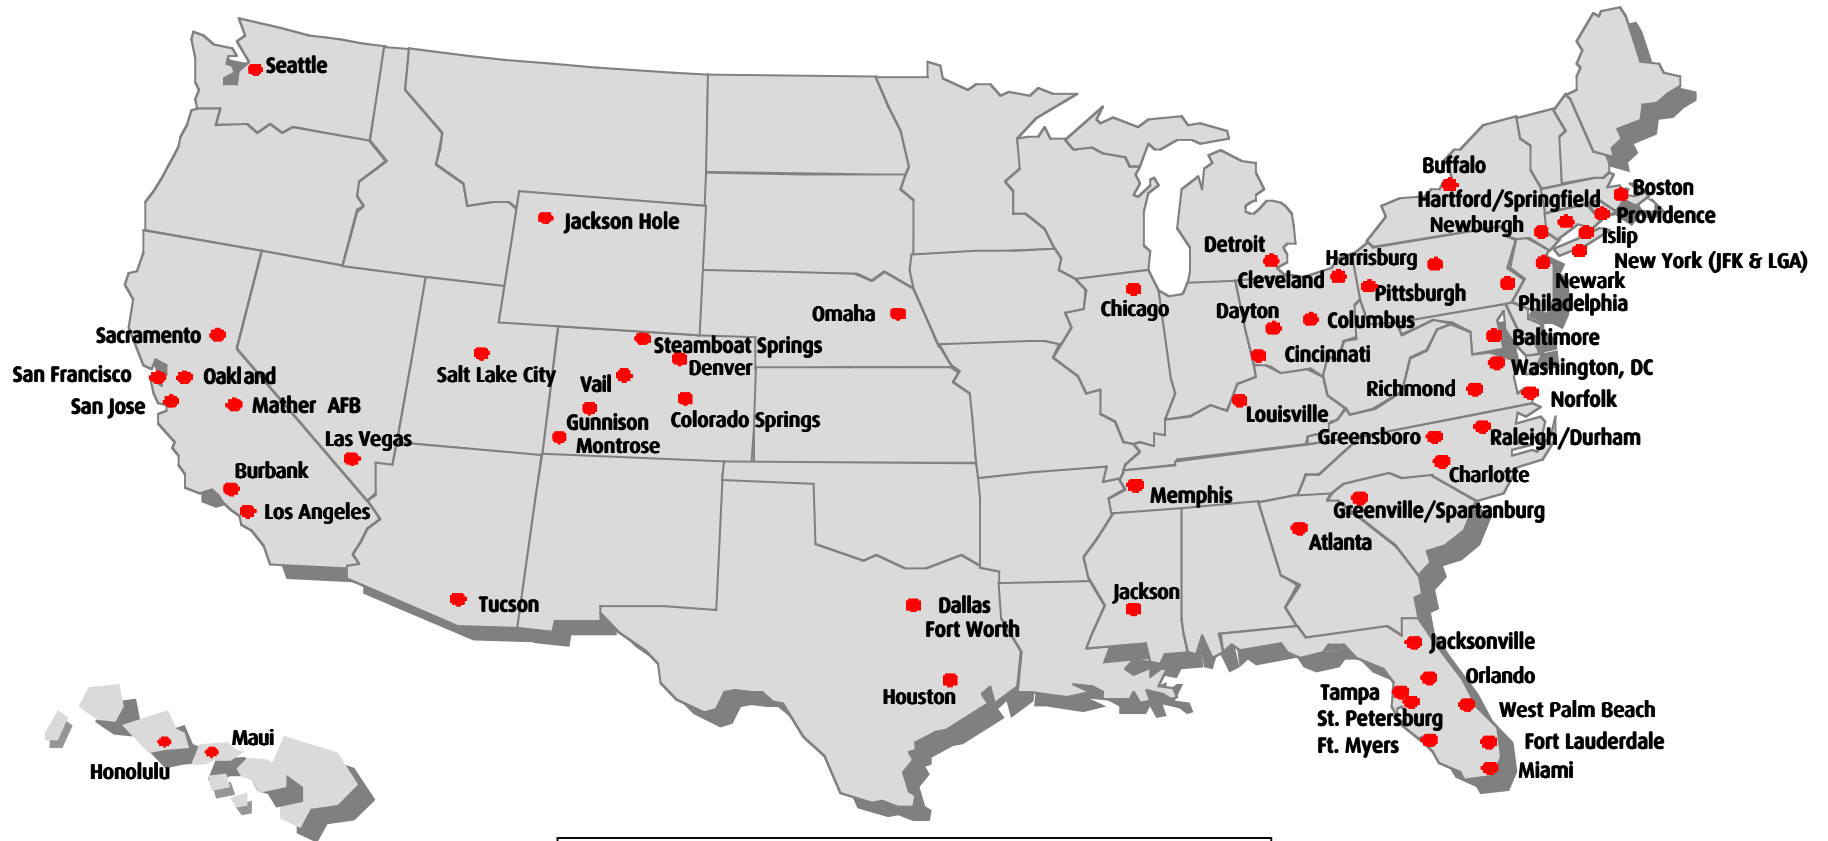 Seattle
Buffalo
Boston
Hartford/Springfield
Providence
Jackson Hole
Newburgh
Islip
Detroit
Harrisburg
New York (JFK & LGA)
Cleveland
Newark
Pittsburgh
Philadelphia
Chicago
Omaha
Dayton
Columbus
Sacramento
Baltimore
Steamboat Springs
Cincinnati
Denver
Washington, DC
San Francisco
Oakland
Salt Lake City
Vail
Richmond
Norfolk
San Jose
Mather AFB
Louisville
Gunnison
Colorado Springs
Las Vegas
Montrose
Greensboro
Raleigh/Durham
Burbank
Charlotte
Memphis
Los Angeles
Greenville/Spartanburg
Atlanta
Jackson
Tucson
Dallas
Fort Worth
Jacksonville
Orlando
Houston
Tampa
West Palm Beach
St. Petersburg
Maui
Ft. Myers
Fort Lauderdale
Honolulu
Miami